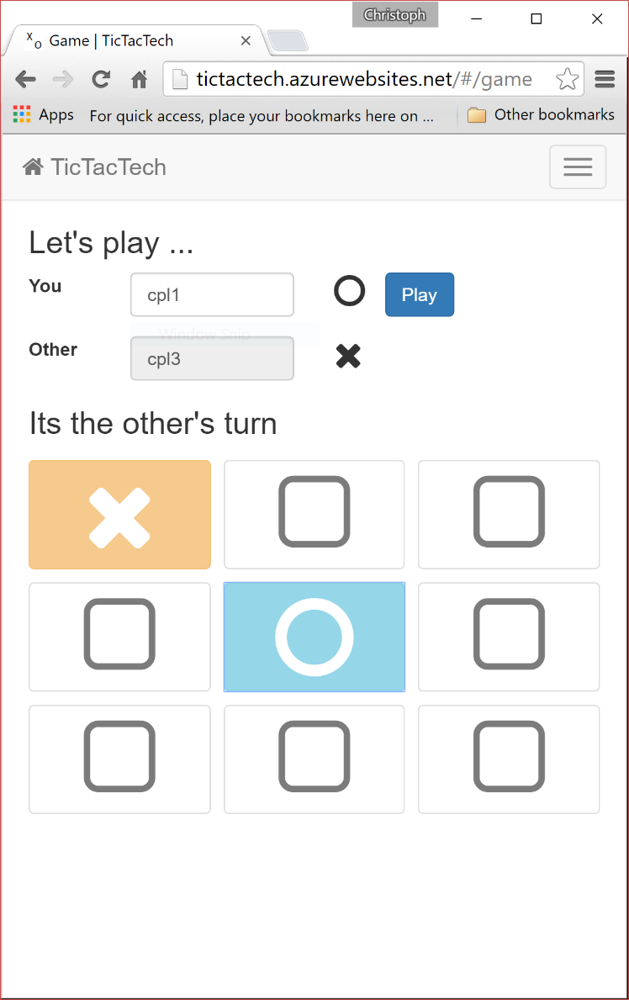 Christoph
X
O Game | TicTacTech
tictactech.azurewebsites.net/#/game
Apps For quick access, place your bookmarks here on ... Other bookmarks
TicTacTech
Let's play ...
You cpl1 Play
Window Snip
Other cpl3
Its the other's turn